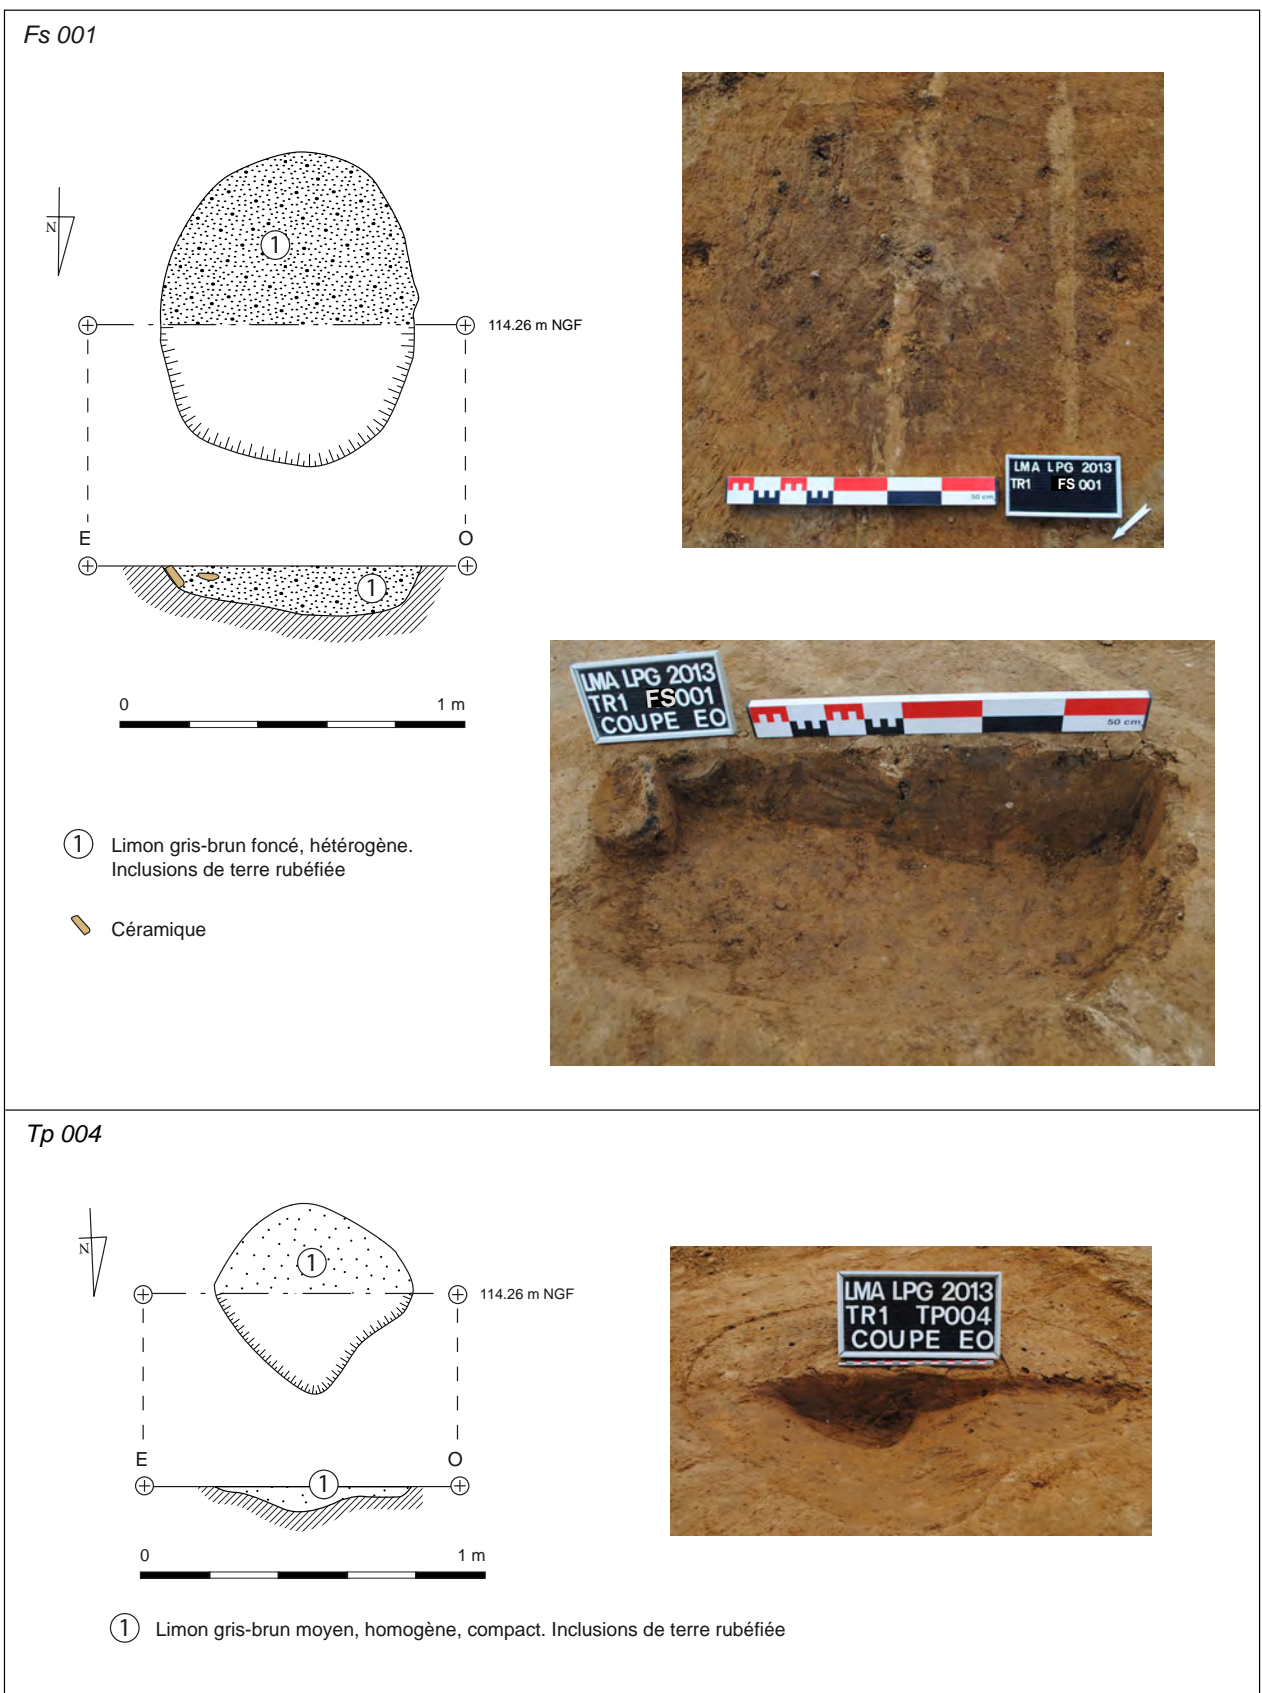 Fs 001
N
1
114.26 m NGF
E
O
1
0
1 m
1 Limon gris-brun foncé, hétérogène.
Inclusions de terre rubéfiée
Céramique
LMA LPG 2013
TR1 FS 001
50 cm
LMA LPG 2013
TR1 FS001
COUPE EO
50 cm
Tp 004
N
1
114.26 m NGF
E
O
1
0
1 m
1 Limon gris-brun moyen, homogène, compact. Inclusions de terre rubéfiée
LMA LPG 2013
TR1 TP004
COUPE EO